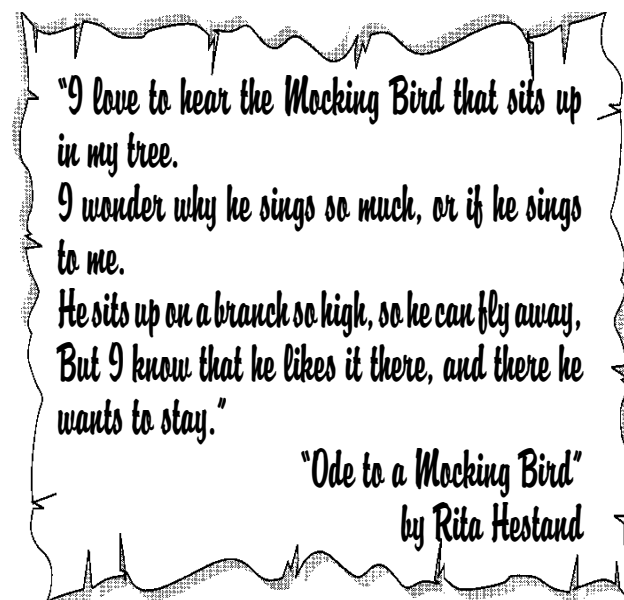 "I love to hear the Mocking Bird that sits up
in my tree.
I wonder why he sings so much, or if he sings
to me.
He sits up on a branch so high, so he can fly away,
But I know that he likes it there, and there he
wants to stay."
"Ode to a Mocking Bird"
by Rita Hestand